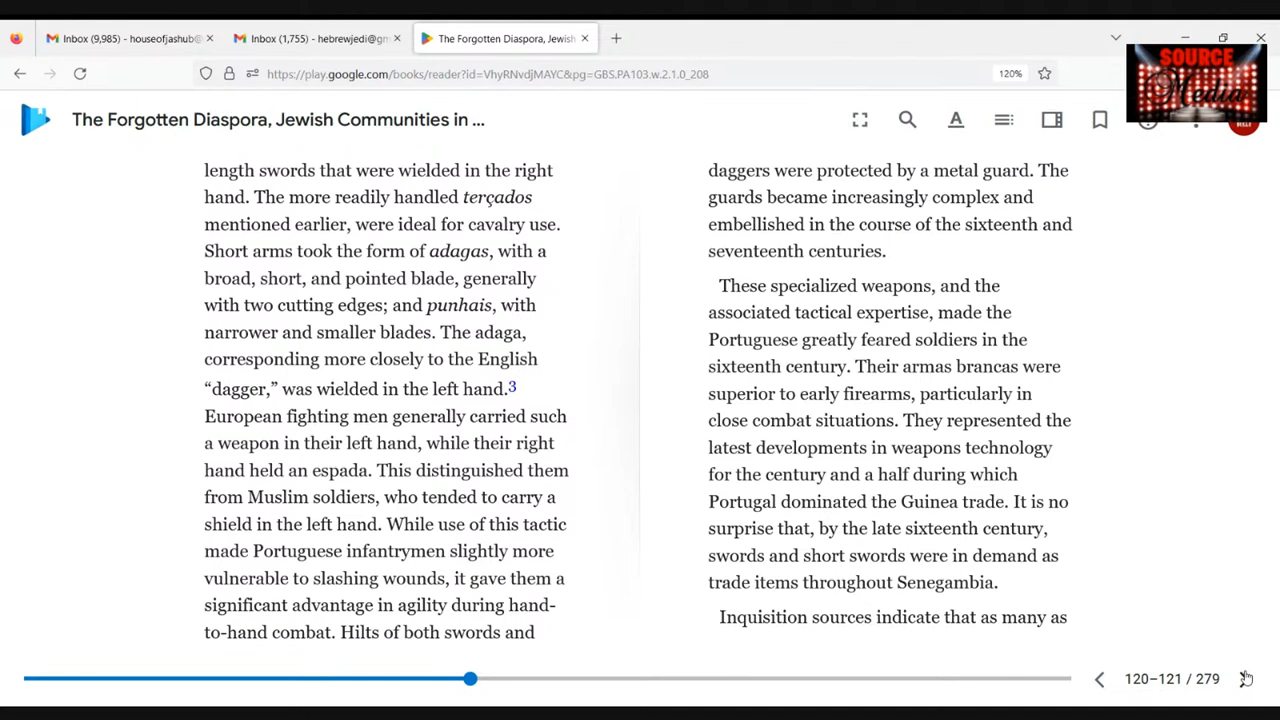 Inbox (9,985) - houseofjashub@
Inbox (1,755) - hebrewjedi@gm
The Forgotten Diaspora, Jewish
https://play.google.com/books/reader?id=VhyRNvdjMAYC&pg=GBS.PA103.w.2.1.0_208
120%
SOURCE
Media
The Forgotten Diaspora, Jewish Communities in ...
length swords that were wielded in the right
hand. The more readily handled terçados
mentioned earlier, were ideal for cavalry use.
Short arms took the form of adagas, with a
broad, short, and pointed blade, generally
with two cutting edges; and punhais, with
narrower and smaller blades. The adaga,
corresponding more closely to the English
“dagger,” was wielded in the left hand.3
European fighting men generally carried such
a weapon in their left hand, while their right
hand held an espada. This distinguished them
from Muslim soldiers, who tended to carry a
shield in the left hand. While use of this tactic
made Portuguese infantrymen slightly more
vulnerable to slashing wounds, it gave them a
significant advantage in agility during hand-
to-hand combat. Hilts of both swords and
daggers were protected by a metal guard. The
guards became increasingly complex and
embellished in the course of the sixteenth and
seventeenth centuries.
These specialized weapons, and the
associated tactical expertise, made the
Portuguese greatly feared soldiers in the
sixteenth century. Their armas brancas were
superior to early firearms, particularly in
close combat situations. They represented the
latest developments in weapons technology
for the century and a half during which
Portugal dominated the Guinea trade. It is no
surprise that, by the late sixteenth century,
swords and short swords were in demand as
trade items throughout Senegambia.
Inquisition sources indicate that as many as
120–121 / 279